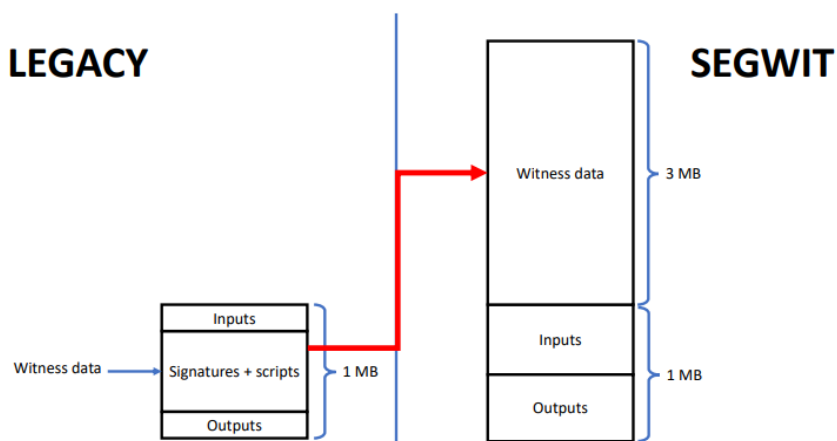 LEGACY
SEGWIT
Witness data
3 MB
Inputs
Witness data
Signatures + scripts
1 MB
Outputs
Inputs
1 MB
Outputs